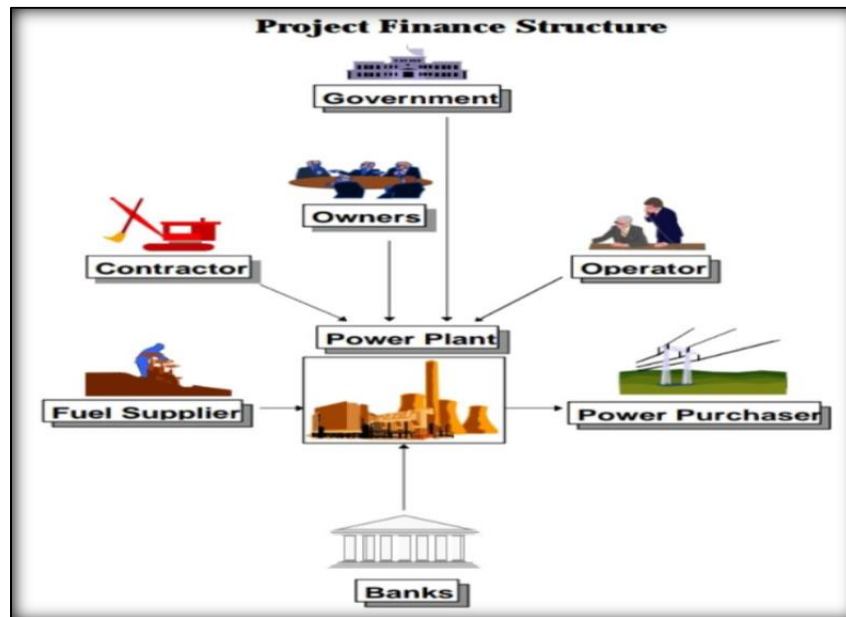 Project Finance Structure
Government
Owners
Contractor
Operator
Power Plant
Fuel Supplier
Power Purchaser
Banks